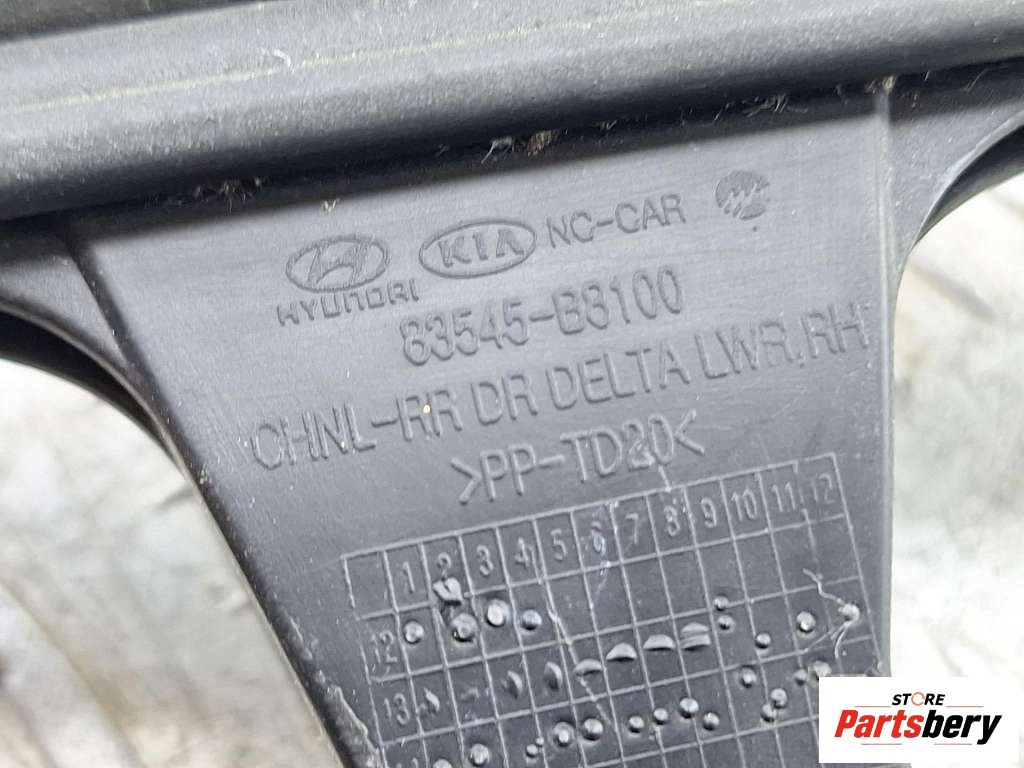 HYUNDAI KIA NC-CAR
83545-B8100
CHNL-RR DR DELTA LWR, RH
>PP-TD20<
1 2 3 4 5 6 7 8 9 10 11 12
12
13
STORE
Partsbery